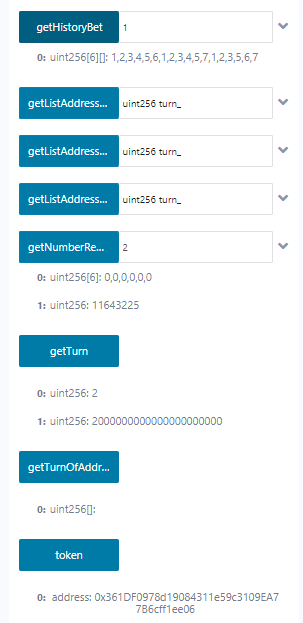 getHistoryBet 1
0: uint256[6][]: 1,2,3,4,5,6,1,2,3,4,5,7,1,2,3,5,6,7
getListAddress... uint256 turn_
getListAddress... uint256 turn_
getListAddress... uint256 turn_
getNumberRe... 2
0: uint256[6]: 0,0,0,0,0,0
1: uint256: 11643225
getTurn
0: uint256: 2
1: uint256: 2000000000000000000000
getTurnOfAddr...
0: uint256[]:
token
0: address: 0x361DF0978d19084311e59c3109EA7
7B6cff1ee06